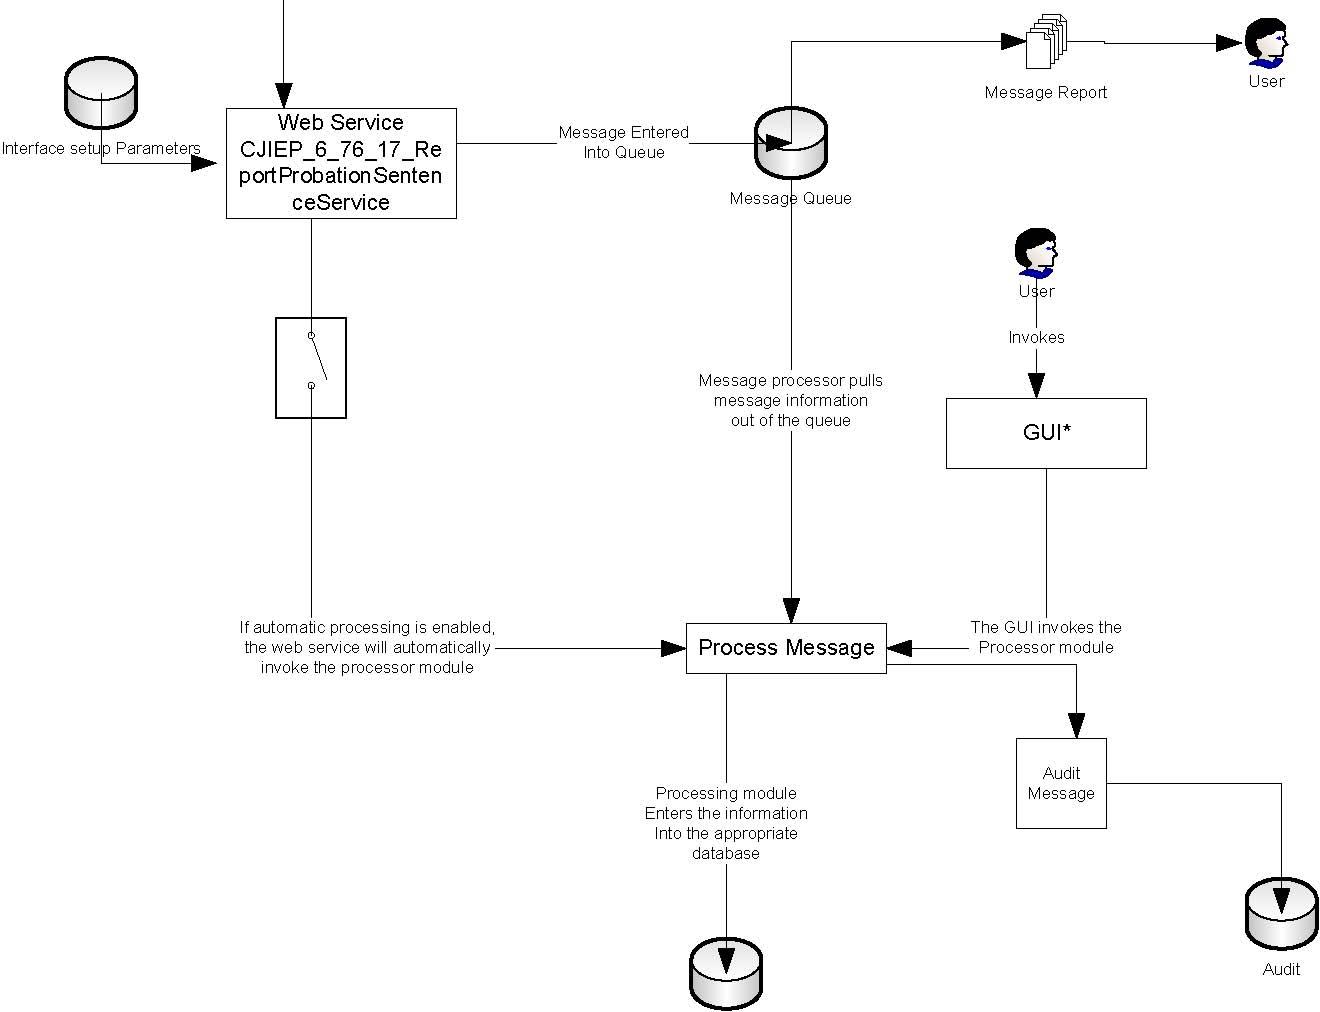 Message Report
User
Interface setup Parameters
Web Service
CJIEP_6_76_17_Re
portProbationSenten
ceService
Message Entered
Into Queue
Message Queue
User
Invokes
GUI*
Message processor pulls
message information
out of the queue
If automatic processing is enabled,
the web service will automatically
invoke the processor module
Process Message
The GUI invokes the
Processor module
Audit
Message
Processing module
Enters the information
Into the appropriate
database
Audit